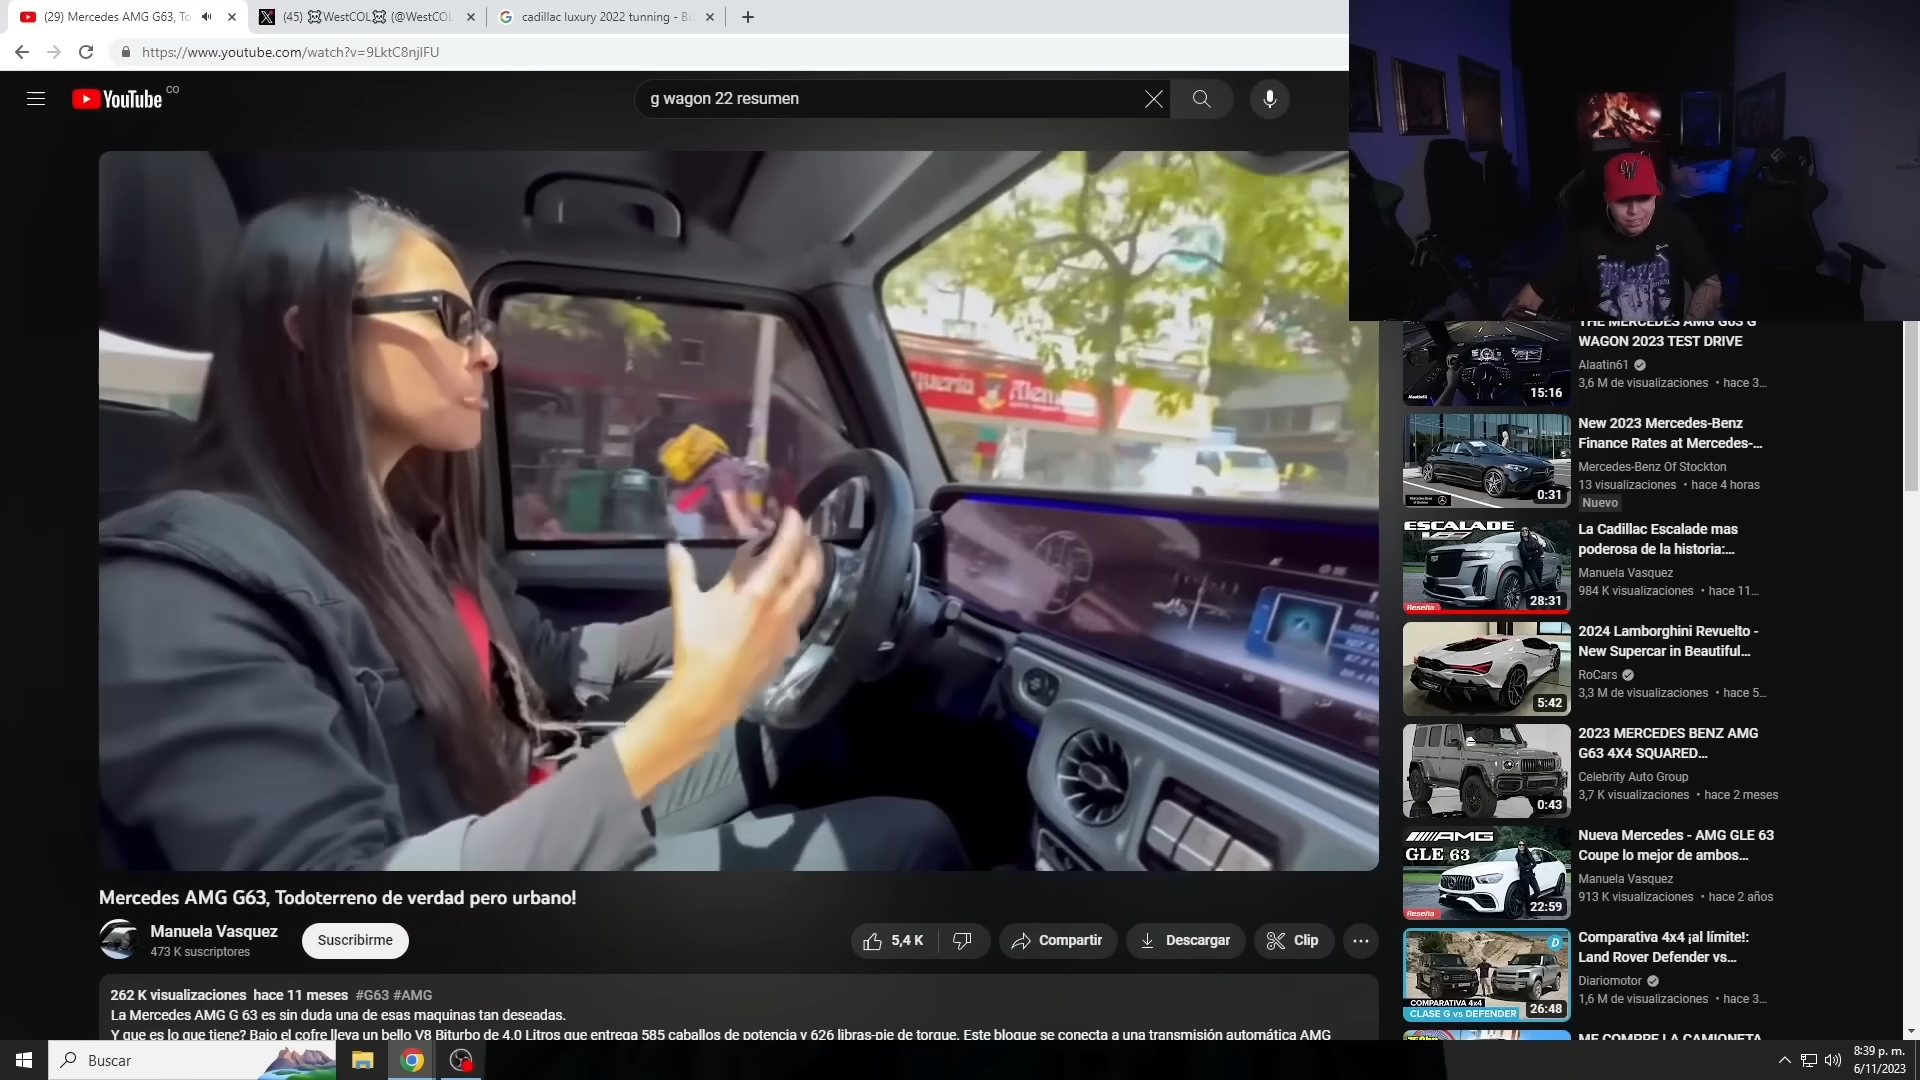 (29) Mercedes AMG G63, To
(45) ☠WestCOL☠ (@WestCOL
cadillac luxury 2022 tunning - Bu
https://www.youtube.com/watch?v=9LktC8njIFU
YouTube CO
g wagon 22 resumen
THE MERCEDES AMG G63 G
WAGON 2023 TEST DRIVE
Alaatin61
3,6 M de visualizaciones • hace 3...
15:16
New 2023 Mercedes-Benz
Finance Rates at Mercedes-...
Mercedes-Benz Of Stockton
13 visualizaciones • hace 4 horas
Nuevo
0:31
ESCALADE
La Cadillac Escalade mas
poderosa de la historia:...
Manuela Vasquez
984 K visualizaciones • hace 11...
Reseña
28:31
2024 Lamborghini Revuelto -
New Supercar in Beautiful...
RoCars
3,3 M de visualizaciones • hace 5...
5:42
2023 MERCEDES BENZ AMG
G63 4X4 SQUARED...
Celebrity Auto Group
3,7 K visualizaciones • hace 2 meses
0:43
AMG
GLE 63
Nueva Mercedes - AMG GLE 63
Coupe lo mejor de ambos...
Manuela Vasquez
913 K visualizaciones • hace 2 años
Reseña
22:59
Comparativa 4x4 ¡al límite!:
Land Rover Defender vs...
Diariomotor
1,6 M de visualizaciones • hace 3...
COMPARATIVA 4x4
CLASE G vs DEFENDER
26:48
ME COMPRE LA CAMIONETA
Mercedes AMG G63, Todoterreno de verdad pero urbano!
Manuela Vasquez
473 K suscriptores
Suscribirme
5,4 K
Compartir
Descargar
Clip
262 K visualizaciones hace 11 meses #G63 #AMG
La Mercedes AMG G 63 es sin duda una de esas maquinas tan deseadas.
Y que es lo que tiene? Bajo el cofre lleva un bello V8 Biturbo de 4.0 Litros que entrega 585 caballos de potencia y 626 libras-pie de torque. Este bloque se conecta a una transmisión automática AMG
Buscar
8:39 p. m.
6/11/2023